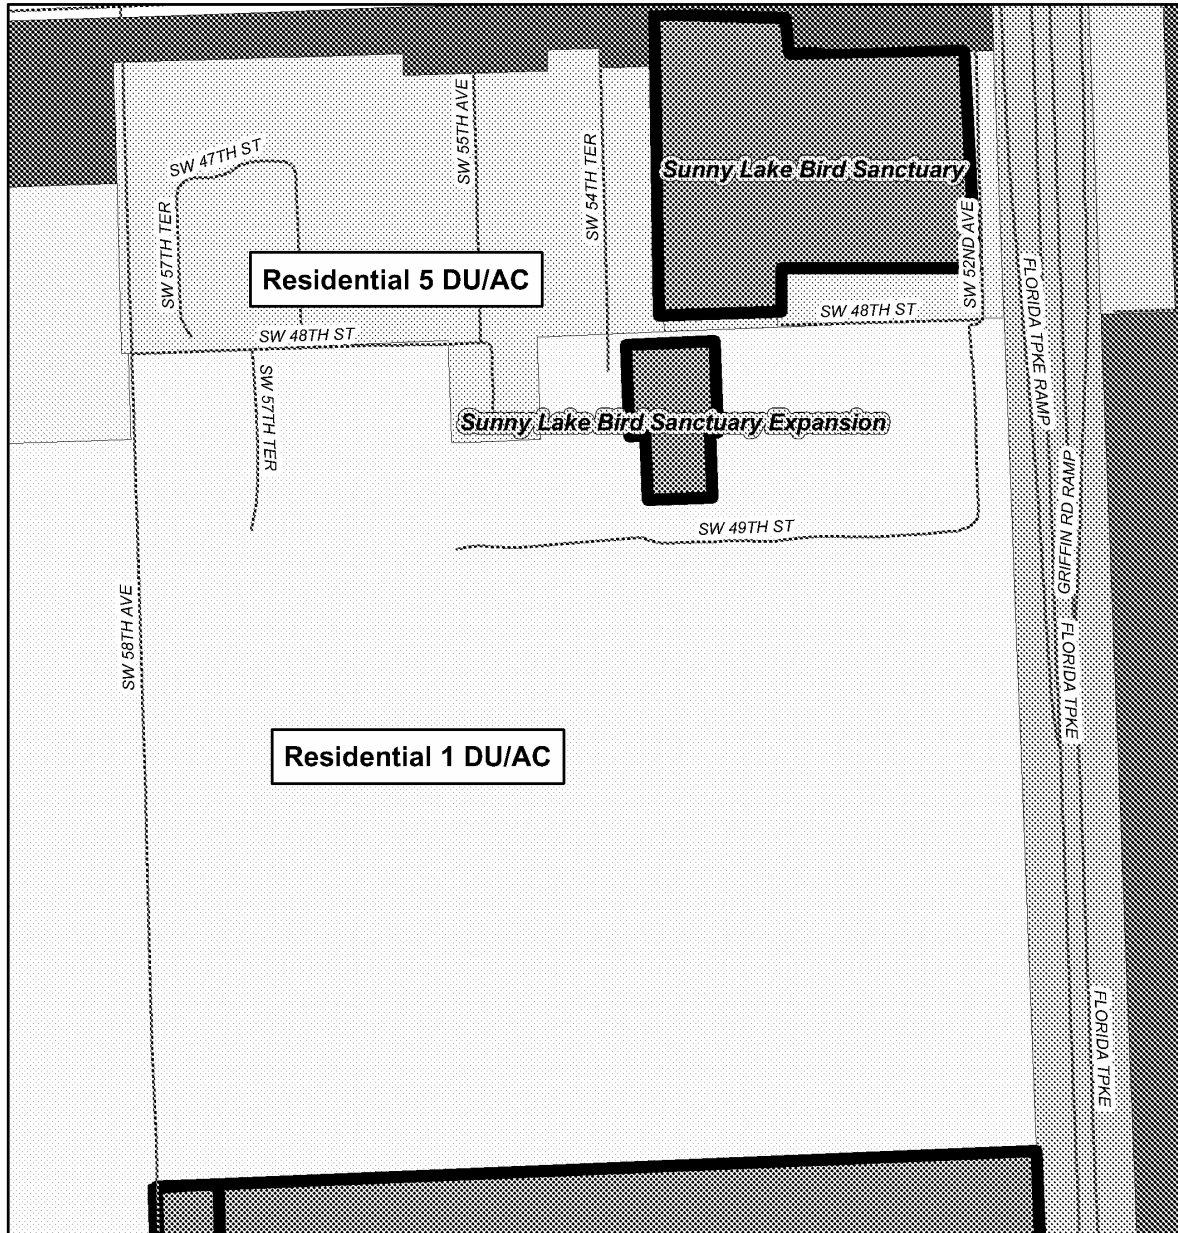 SW 47TH ST
SW 55TH AVE
SW 54TH TER
Sunny Lake Bird Sanctuary
SW 57TH TER
SW 52ND AVE
Residential 5 DU/AC
FLORIDA TPKE RAMP
SW 48TH ST
SW 48TH ST
SW 57TH TER
Sunny Lake Bird Sanctuary Expansion
GRIFFIN RD RAMP
SW 49TH ST
SW 58TH AVE
FLORIDA TPKE
Residential 1 DU/AC
FLORIDA TPKE